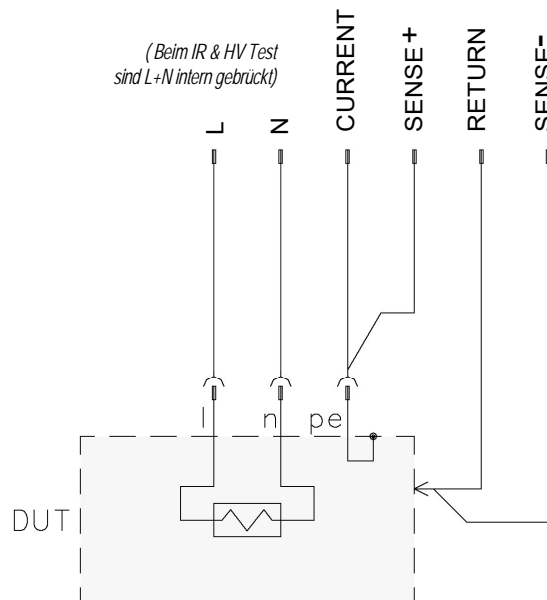 ( Beim IR & HV Test
sind L+N intern gebrückt)
L
N
CURRENT
SENSE+
RETURN
SENSE-
l
n
pe
DUT